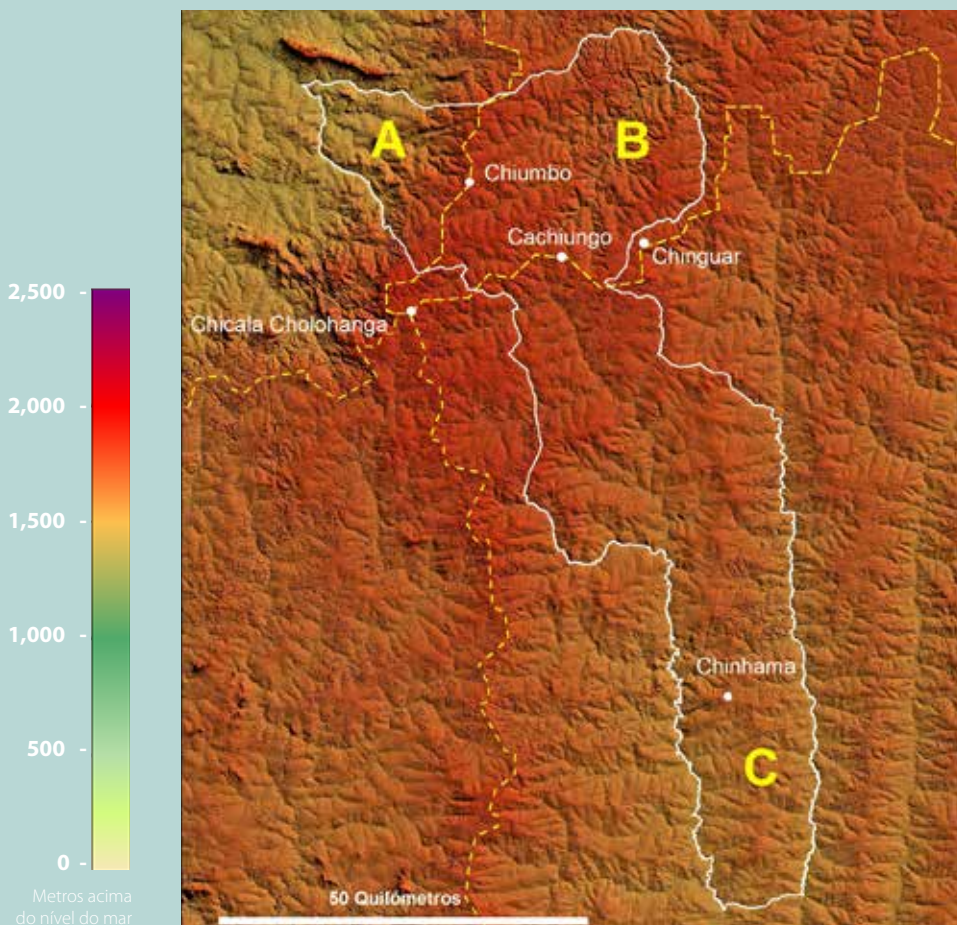 A
B
Chiumbo
Cachiungo
Chinguar
Chicala Cholohanga
Chinhama
C
50 Quilómetros
2,500
2,000
1,500
1,000
500
0
Metros acima
do nível do mar